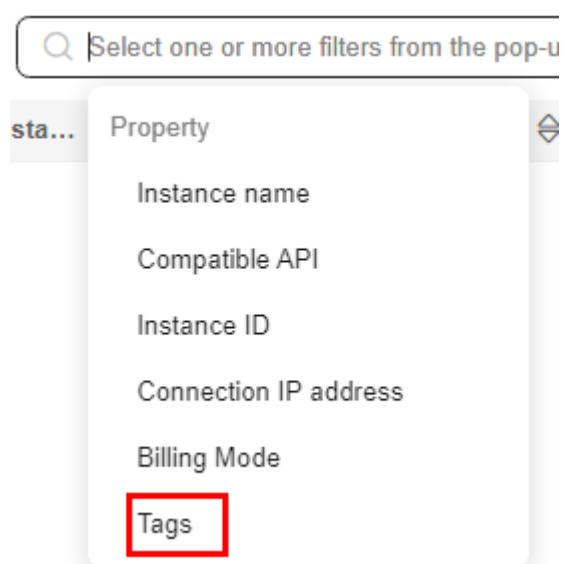 Select one or more filters from the pop-u
sta...
Property
Instance name
Compatible API
Instance ID
Connection IP address
Billing Mode
Tags